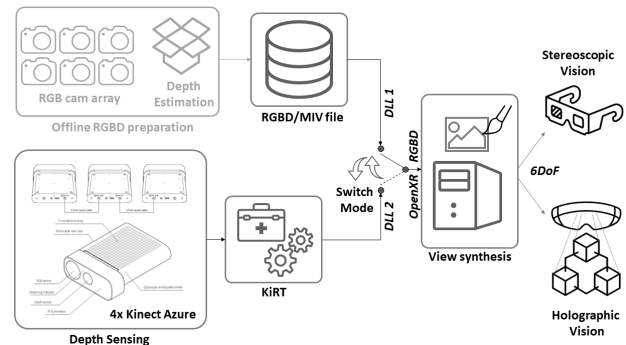 RGB cam array
Depth
Estimation
Offline RGBD preparation
RGBD/MIV file
DLL 1
Switch
Mode
DLL 2
OpenXR RGBD
View synthesis
6DoF
Stereoscopic
Vision
Holographic
Vision
KiRT
4x Kinect Azure
Depth Sensing